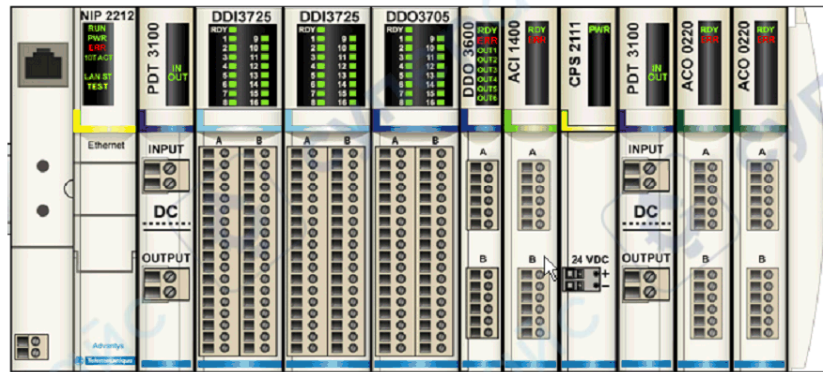 NIP 2212
RUN
PWR
ERR
10T ACT
LAN ST
TEST
Ethernet
Advantys
Telemecanique
PDT 3100
IN
OUT
INPUT
DC
OUTPUT
DDI3725
RDY
1 9
2 10
3 11
4 12
5 13
6 14
7 15
8 16
A B
DDI3725
RDY
1 9
2 10
3 11
4 12
5 13
6 14
7 15
8 16
A B
DDO3705
RDY
1 9
2 10
3 11
4 12
5 13
6 14
7 15
8 16
A B
DDO 3600
RDY
ERR
OUT1
OUT2
OUT3
OUT4
OUT5
OUT6
A
B
ACI 1400
RDY
ERR
A
B
CPS 2111
PWR
24 VDC
+
−
PDT 3100
IN
OUT
INPUT
DC
OUTPUT
ACO 0220
RDY
ERR
A
B
ACO 0220
RDY
ERR
A
B